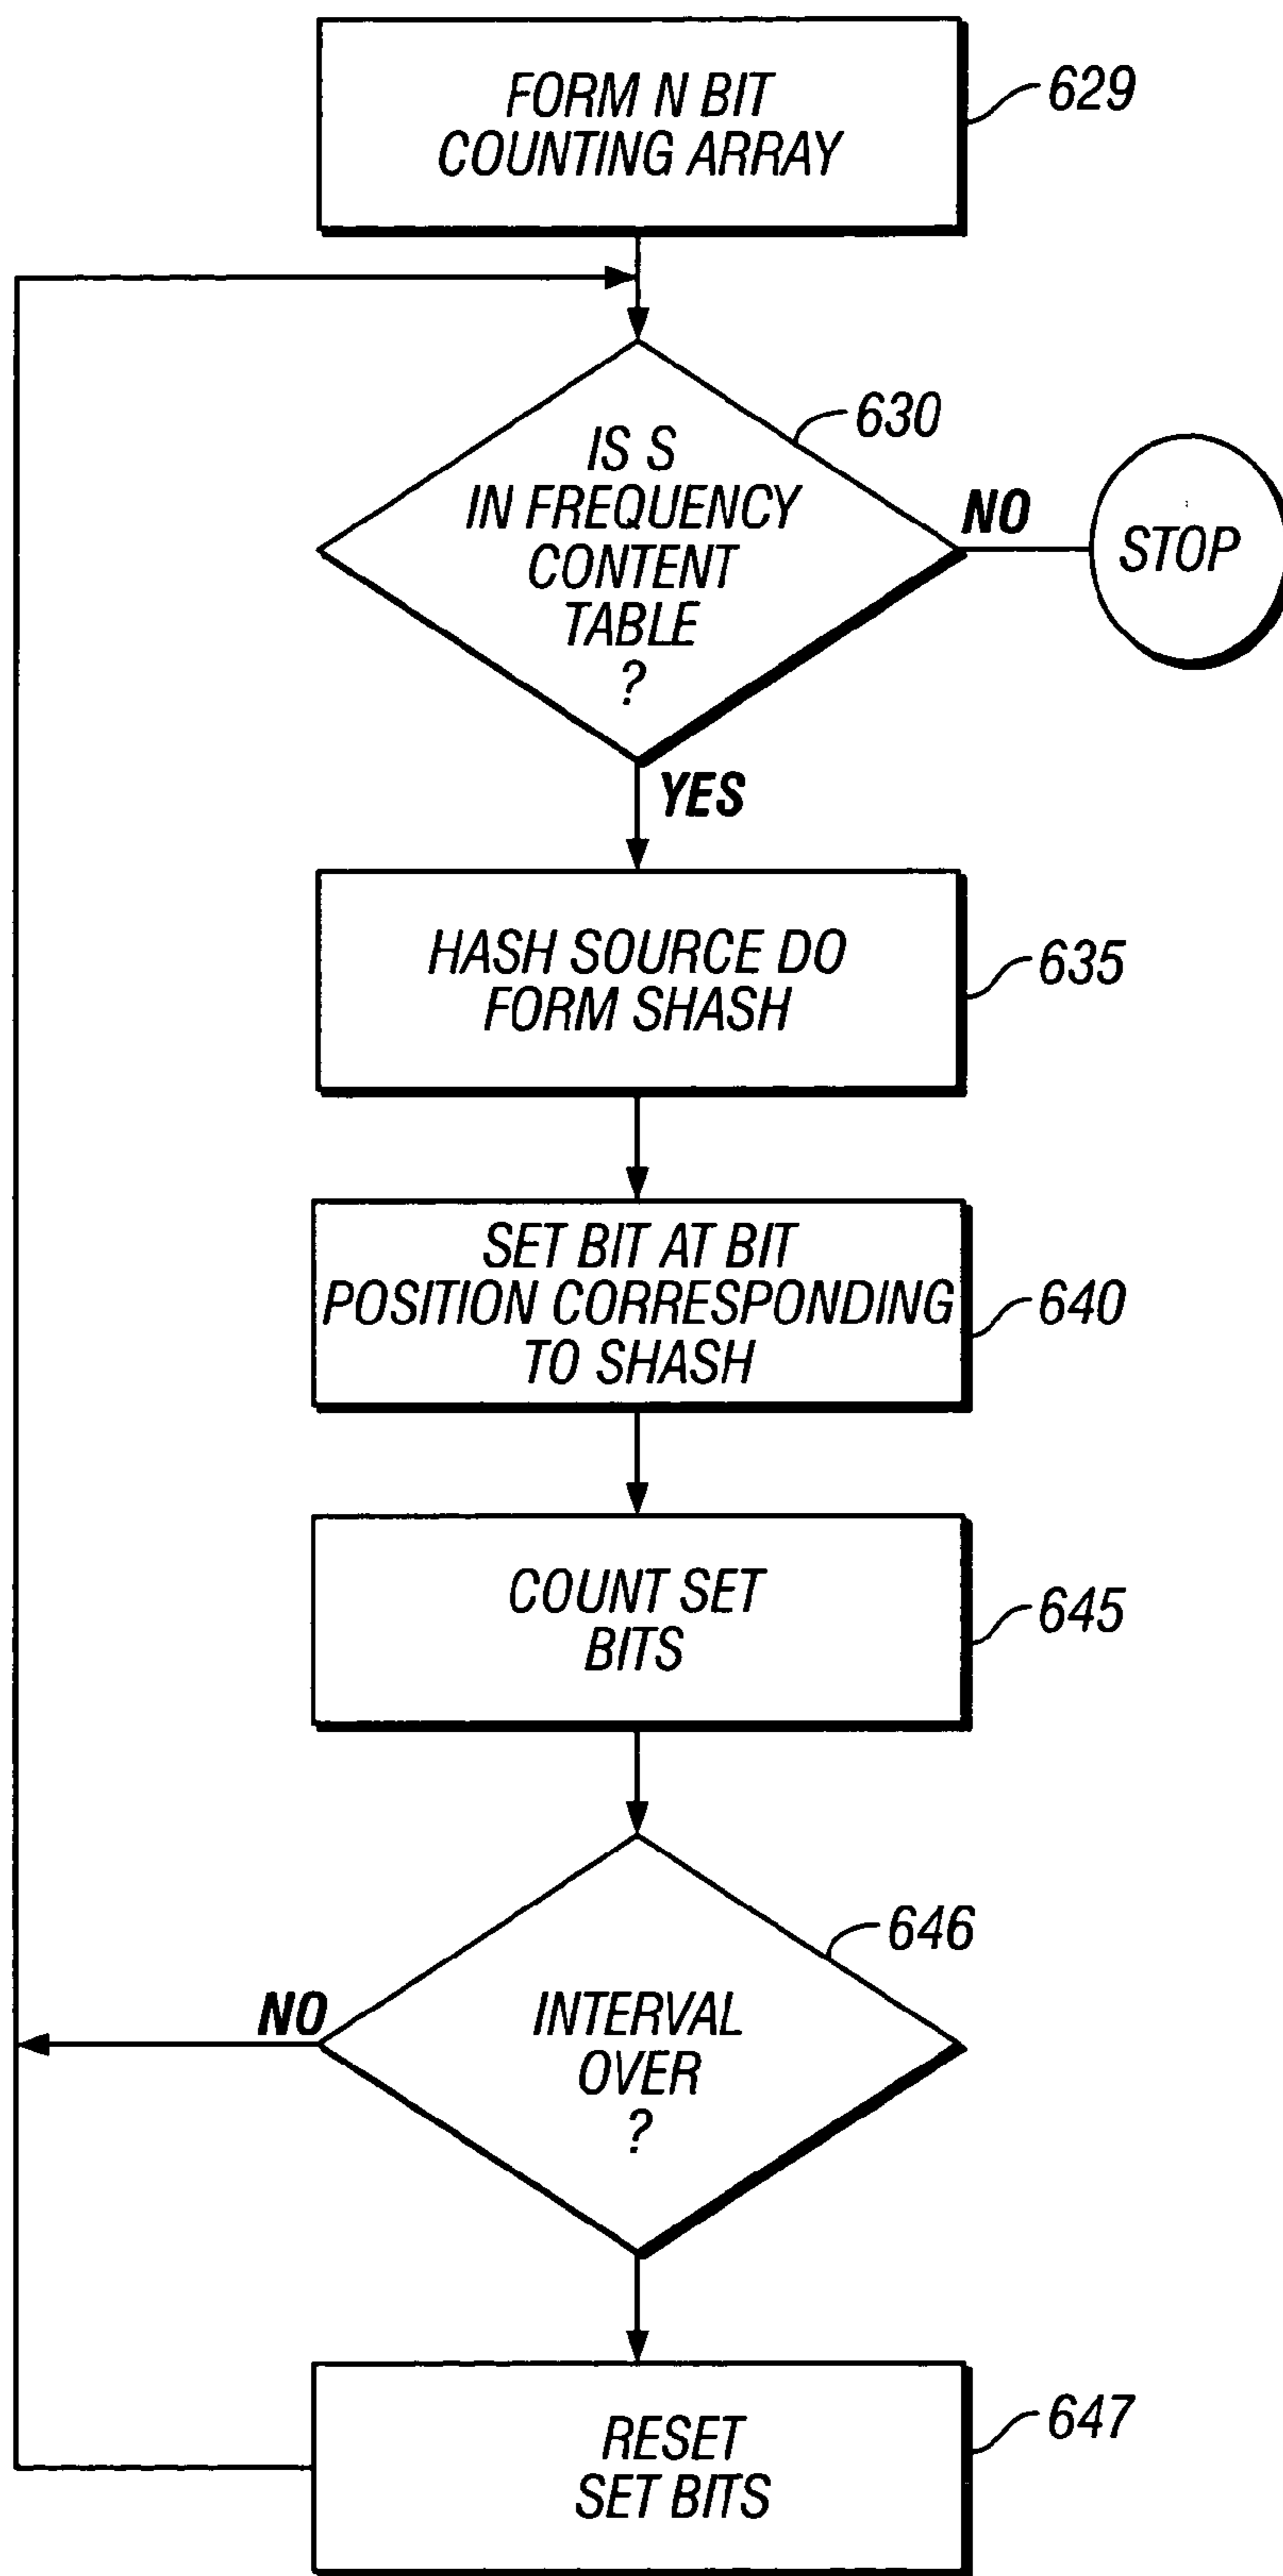 FORM N BIT
COUNTING ARRAY
629
IS S
IN FREQUENCY
CONTENT
TABLE
?
630
NO
STOP
YES
HASH SOURCE DO
FORM SHASH
635
SET BIT AT BIT
POSITION CORRESPONDING
TO SHASH
640
COUNT SET
BITS
645
INTERVAL
OVER
?
646
NO
RESET
SET BITS
647